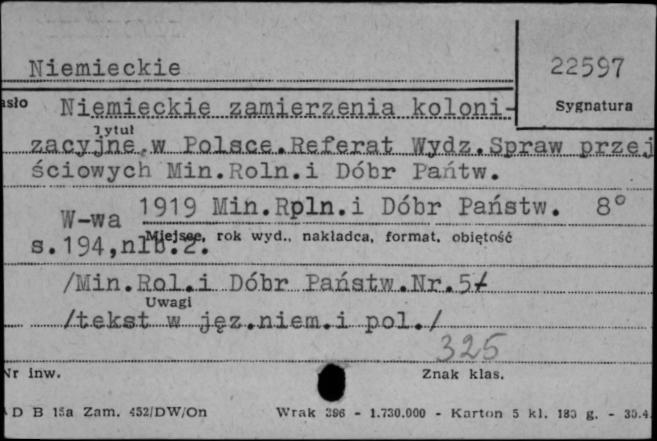 Niemieckie
22597
asło Niemieckie zamierzenia koloni-
Sygnatura
Tytuł
zacyjne w Polsce.Referat Wydz.Spraw przej
ściowych Min.Roln.i Dóbr Pańtw.
W-wa 1919 Min.Rpln.i Dóbr Państw. 8°
Miejsce, rok wyd., nakładca, format, objętość
s.194,nlb.2.
/Min.Rol.i Dóbr Państw.Nr.5/
Uwagi
/tekst w jęz.niem.i pol./
325
Nr inw.
Znak klas.
D B 15a Zam. 452/DW/On Wrak 396 - 1.730.000 - Karton 5 kl. 180 g. - 30.4